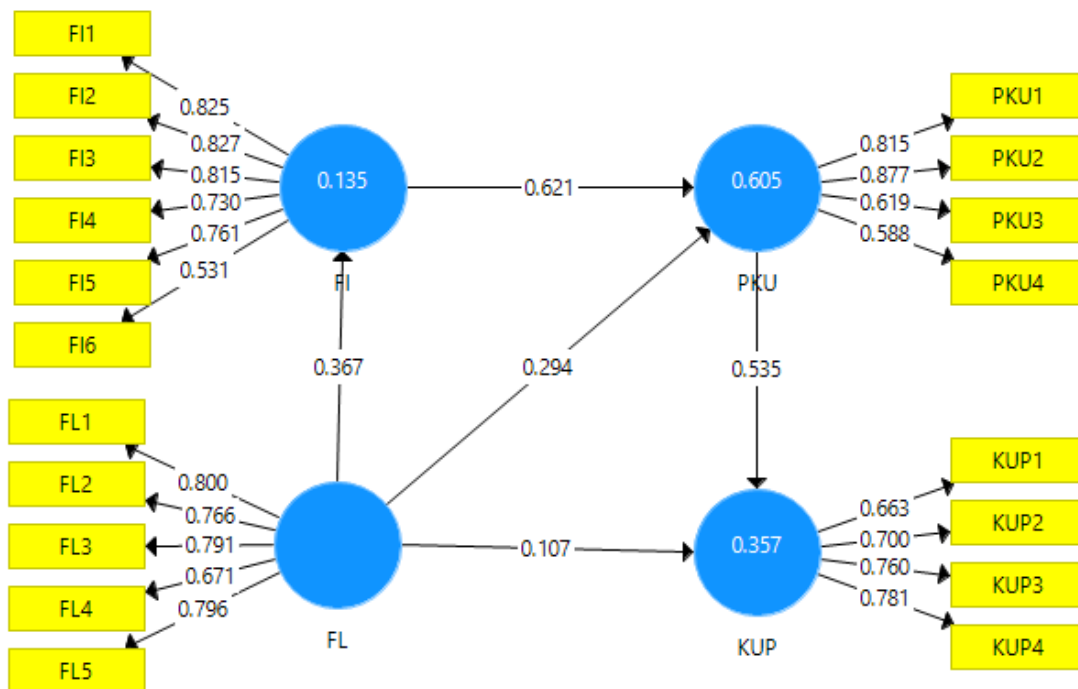 FI1
FI2
FI3
FI4
FI5
FI6
0.825
0.827
0.815
0.730
0.761
0.531
0.135
FI
0.621
0.605
PKU
0.815
0.877
0.619
0.588
PKU1
PKU2
PKU3
PKU4
0.367
0.294
0.535
FL1
FL2
FL3
FL4
FL5
0.800
0.766
0.791
0.671
0.796
FL
0.107
0.357
KUP
0.663
0.700
0.760
0.781
KUP1
KUP2
KUP3
KUP4